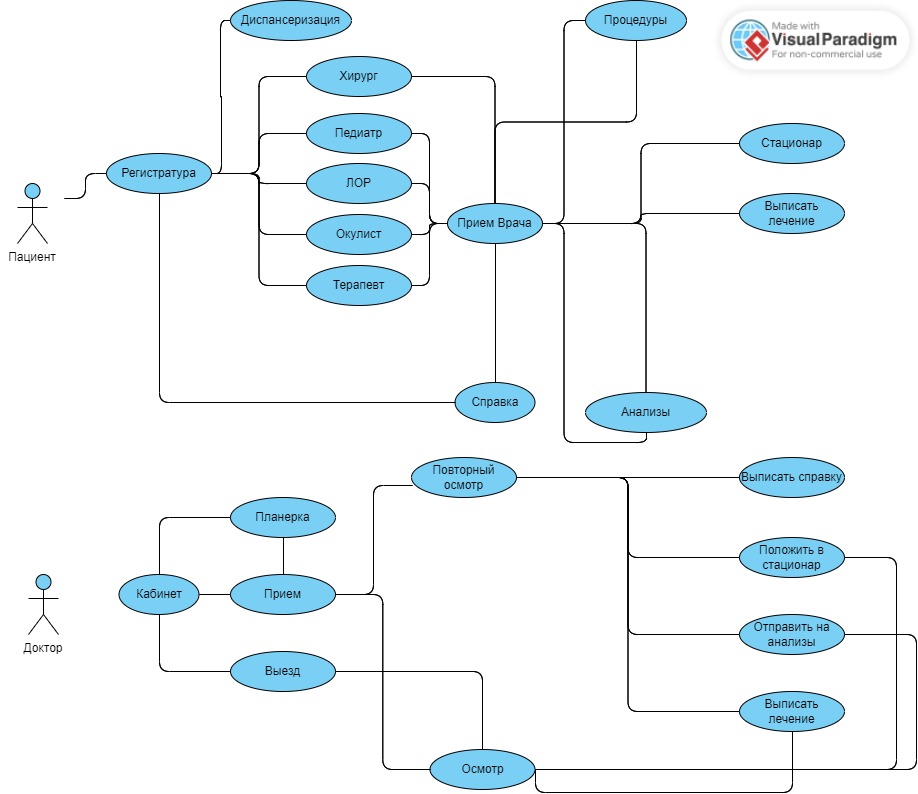 Диспансеризация
Процедуры
Made with
VisualParadigm
For non-commercial use
Хирург
Педиатр
Стационар
Регистратура
ЛОР
Выписать
лечение
Прием Врача
Окулист
Пациент
Терапевт
Справка
Анализы
Повторный
осмотр
Выписать справку
Планерка
Положить в
стационар
Кабинет
Прием
Отправить на
анализы
Доктор
Выезд
Выписать
лечение
Осмотр